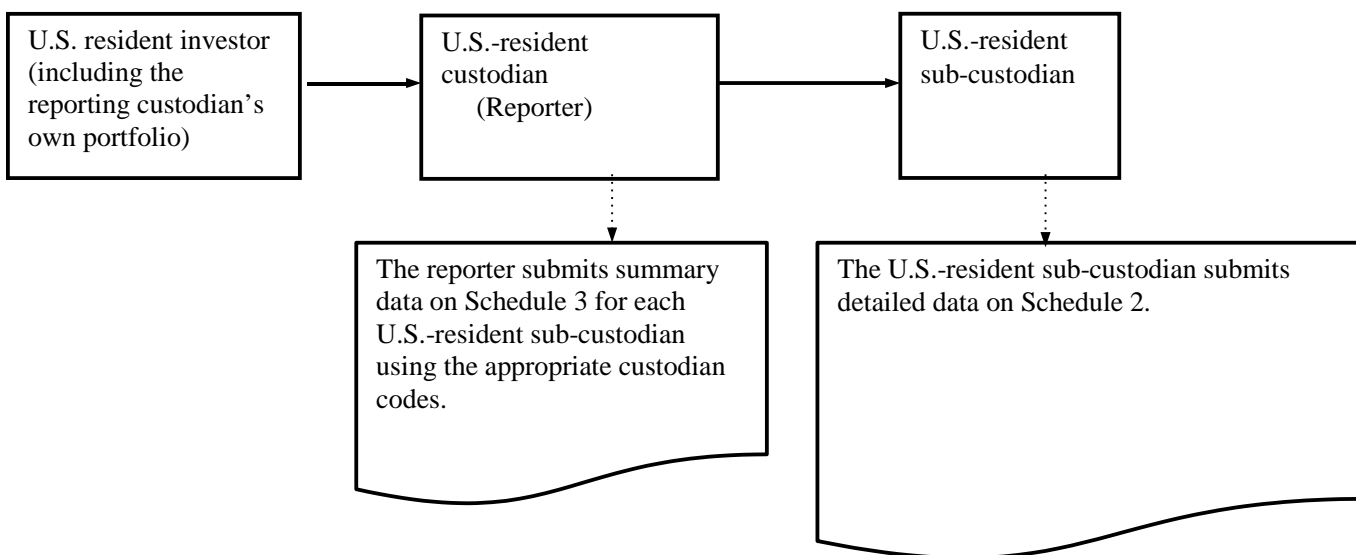 U.S. resident investor
(including the
reporting custodian’s
own portfolio)
U.S.-resident
custodian
(Reporter)
U.S.-resident
sub-custodian
The reporter submits summary
data on Schedule 3 for each
U.S.-resident sub-custodian
using the appropriate custodian
codes.
The U.S.-resident sub-custodian submits
detailed data on Schedule 2.